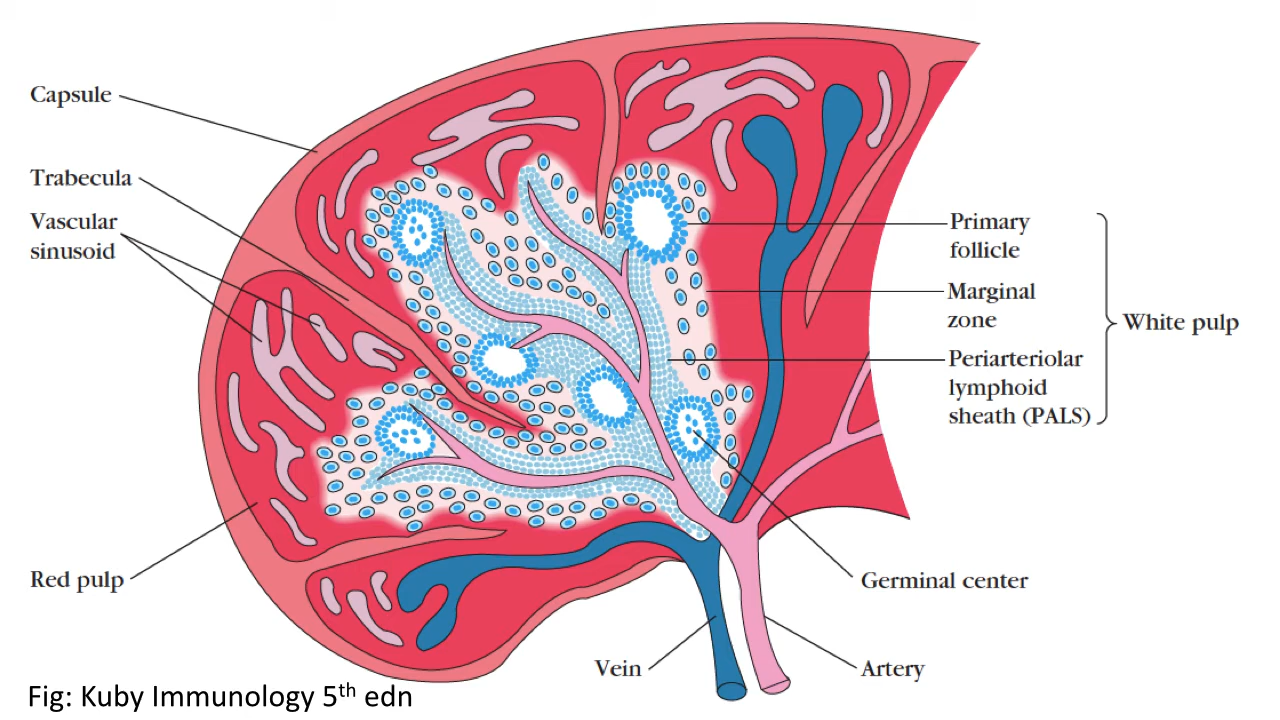 Capsule
Trabecula
Vascular
sinusoid
Red pulp
Primary
follicle
Marginal
zone
Periarteriolar
lymphoid
sheath (PALS)
White pulp
Germinal center
Vein
Artery
Fig: Kuby Immunology 5th edn